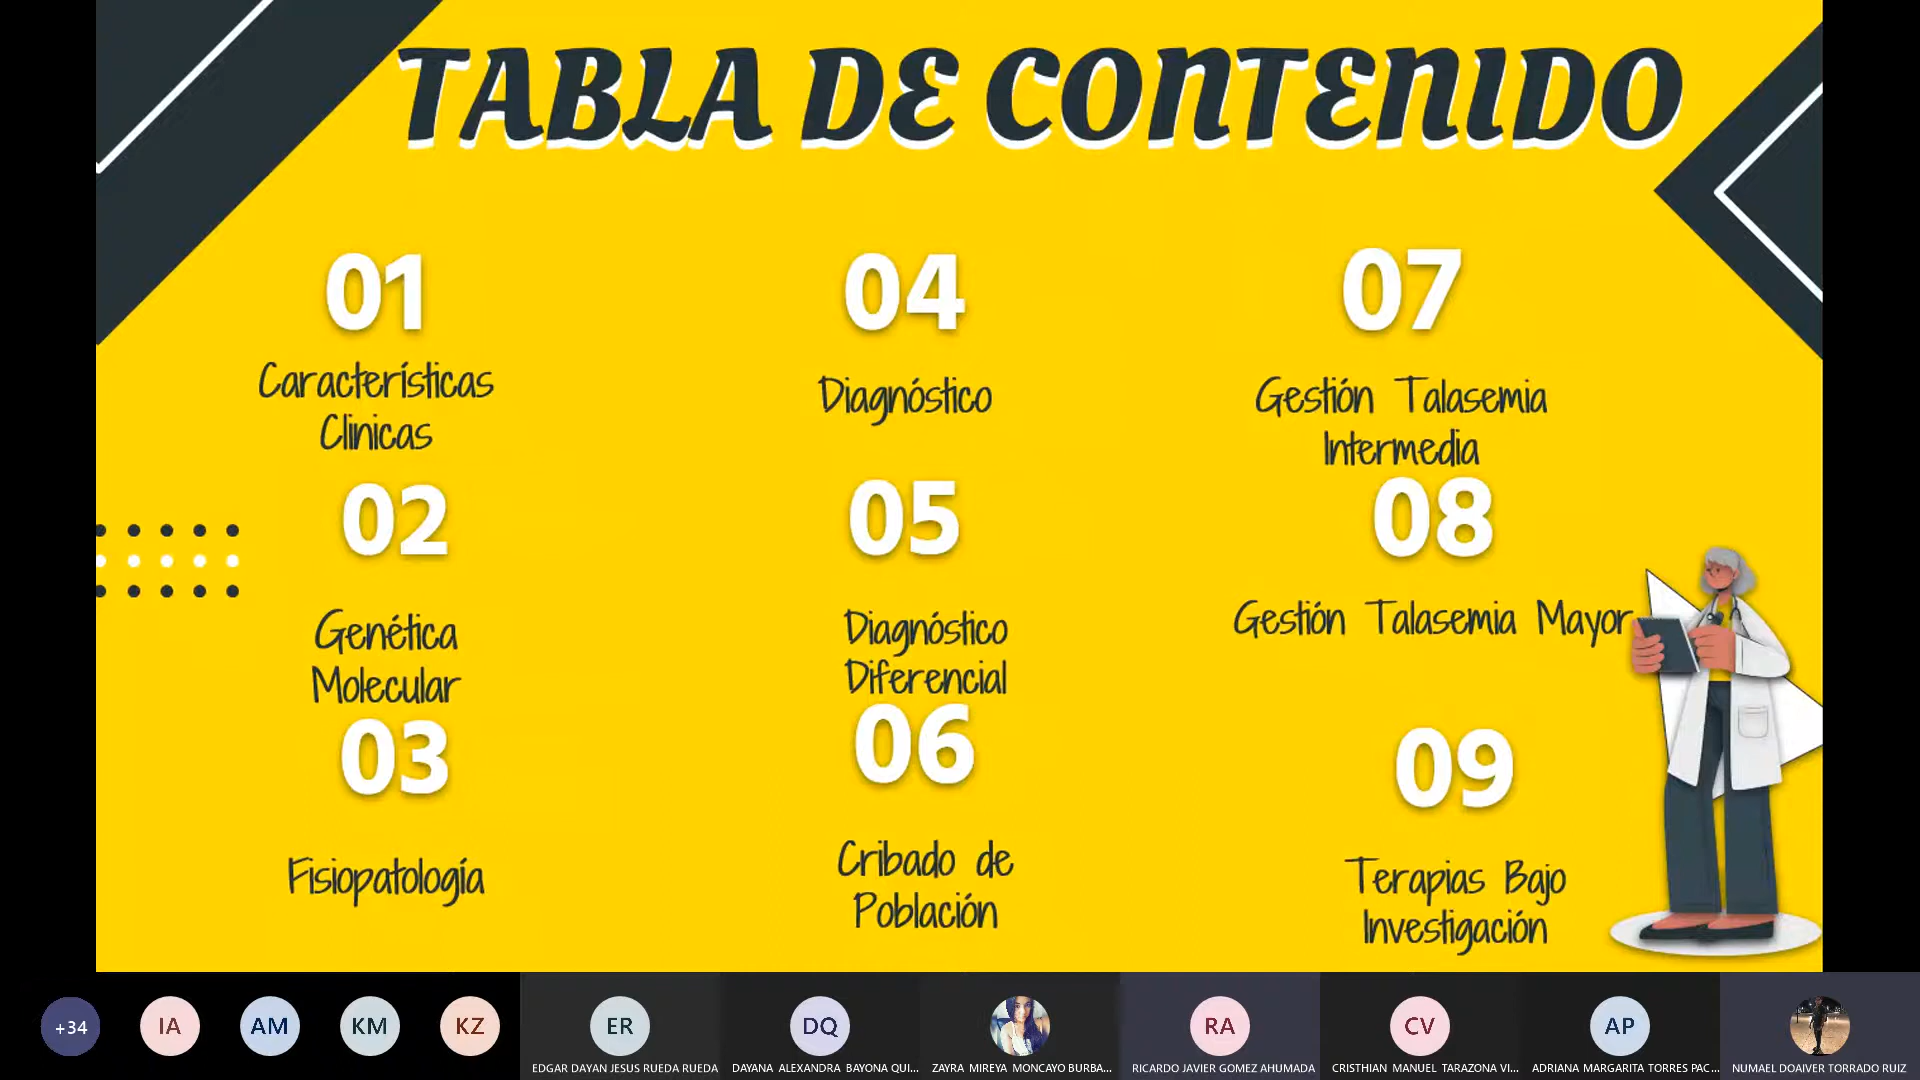 TABLA DE CONTENIDO
01
Características
Clinicas
02
Genética
Molecular
03
Fisiopatología
04
Diagnóstico
05
Diagnóstico
Diferencial
06
Cribado de
Población
07
Gestión Talasemia
Intermedia
08
Gestión Talasemia Mayor
09
Terapias Bajo
Investigación
+34
IA
AM
KM
KZ
ER
EDGAR DAYAN JESUS RUEDA RUEDA
DQ
DAYANA ALEXANDRA BAYONA QUI...
ZAYRA MIREYA MONCAYO BURBA...
RA
RICARDO JAVIER GOMEZ AHUMADA
CV
CRISTHIAN MANUEL TARAZONA VI...
AP
ADRIANA MARGARITA TORRES PAC...
NUMAEL DOAIVER TORRADO RUIZ